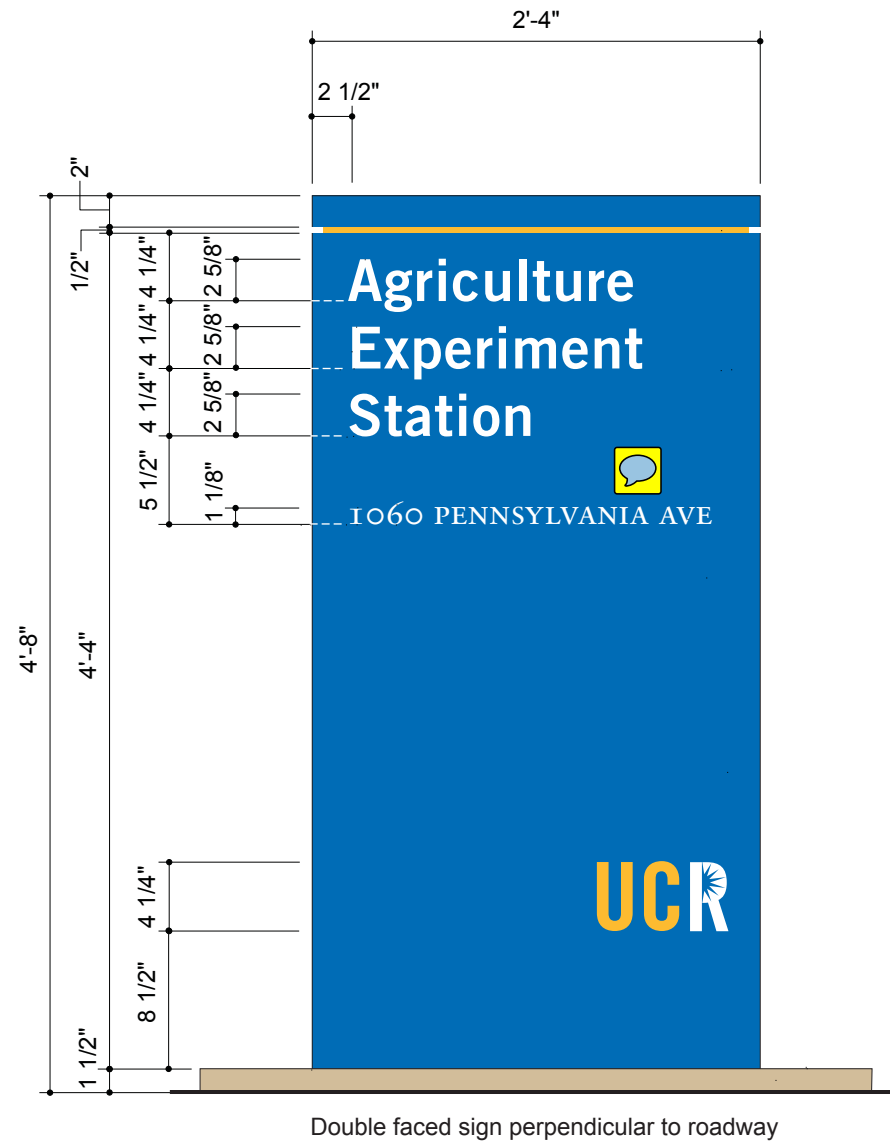 2'-4"
2 1/2"
2"
1/2"
4 1/4"
2 5/8"
Agriculture
4 1/4"
2 5/8"
Experiment
4 1/4"
2 5/8"
Station
5 1/2"
1 1/8"
1060 PENNSYLVANIA AVE
4'-8"
4'-4"
4 1/4"
UCR
8 1/2"
1 1/2"
Double faced sign perpendicular to roadway